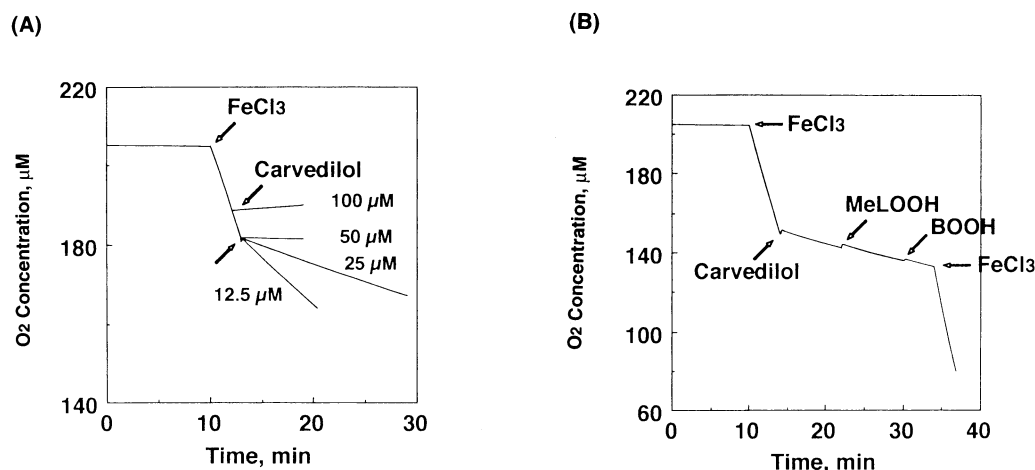 (A)
220
180
140
O2 Concentration, µM
0 10 20 30
Time, min
FeCl3
Carvedilol
100 µM
50 µM
25 µM
12.5 µM
(B)
220
180
140
100
60
O2 Concentration, µM
0 10 20 30 40
Time, min
FeCl3
Carvedilol
MeLOOH
BOOH
FeCl3